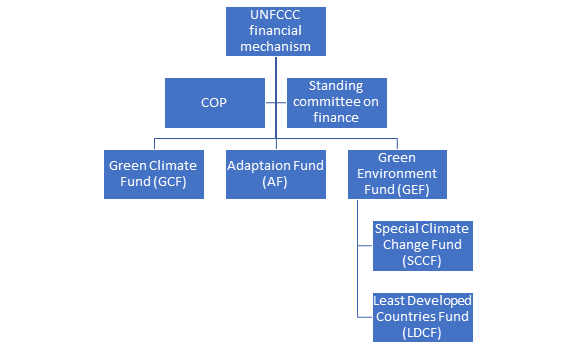 UNFCCC
financial
mechanism
COP
Standing
committee on
finance
Green Climate
Fund (GCF)
Adaptaion Fund
(AF)
Green
Environment
Fund (GEF)
Special Climate
Change Fund
(SCCF)
Least Developed
Countries Fund
(LDCF)